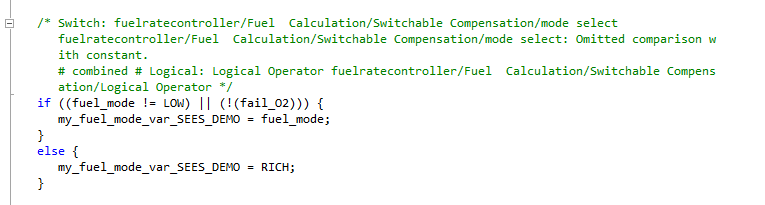 /* Switch: fuelratecontroller/Fuel  Calculation/Switchable Compensation/mode select
fuelratecontroller/Fuel  Calculation/Switchable Compensation/mode select: Omitted comparison w
ith constant.
# combined # Logical: Logical Operator fuelratecontroller/Fuel  Calculation/Switchable Compens
ation/Logical Operator */
if ((fuel_mode != LOW) || (!(fail_O2))) {
my_fuel_mode_var_SEES_DEMO = fuel_mode;
}
else {
my_fuel_mode_var_SEES_DEMO = RICH;
}